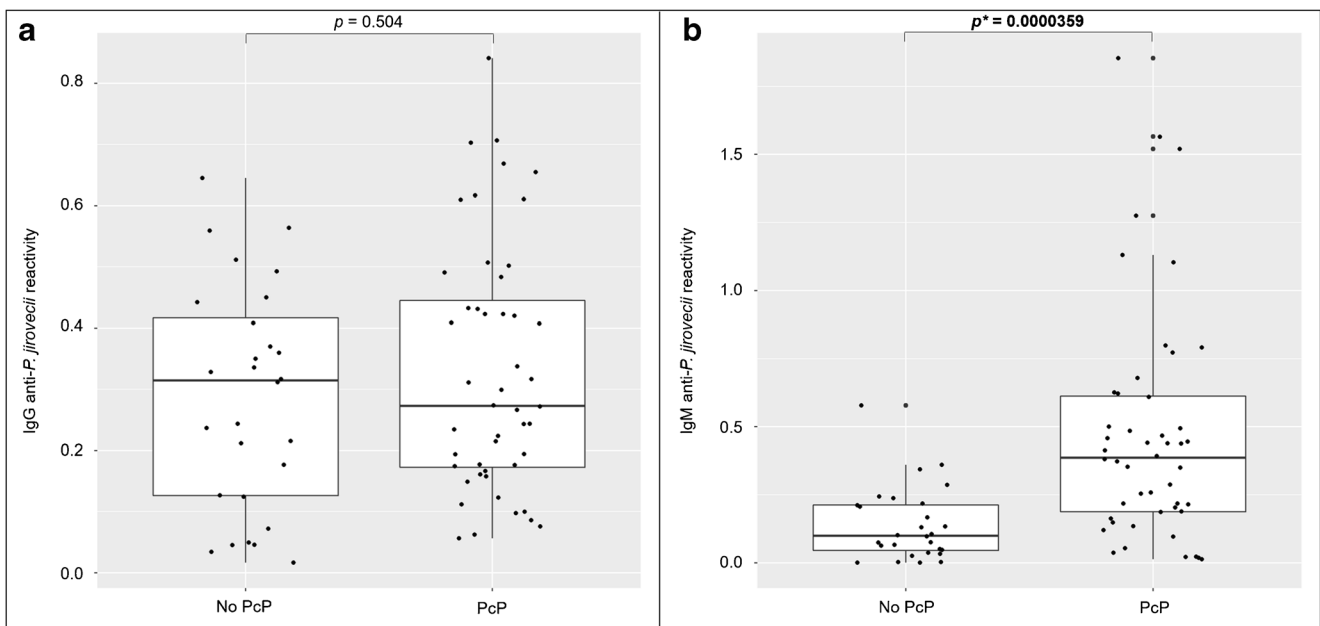 a
p = 0.504
IgG anti-P. jirovecii reactivity
0.8
0.6
0.4
0.2
0.0
No PcP
PcP
b
p* = 0.0000359
IgM anti-P. jirovecii reactivity
1.5
1.0
0.5
0.0
No PcP
PcP